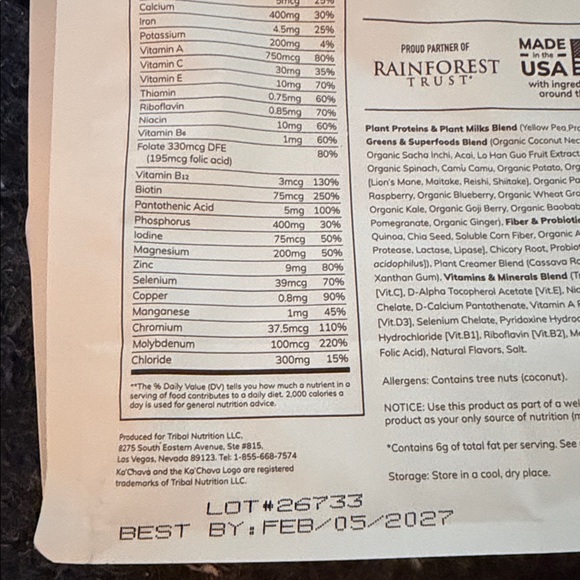 5mcg 25%
Calcium 400mg 30%
Iron 4.5mg 25%
Potassium 200mg 4%
Vitamin A 750mcg 80%
Vitamin C 30mg 35%
Vitamin E 10mg 70%
Thiamin 0.75mg 60%
Riboflavin 0.85mg 70%
Niacin 10mg 60%
Vitamin B6 1mg 60%
Folate 330mcg DFE 80%
(195mcg folic acid)
Vitamin B12 3mcg 130%
Biotin 75mcg 250%
Pantothenic Acid 5mg 100%
Phosphorus 400mg 30%
Iodine 75mcg 50%
Magnesium 200mg 50%
Zinc 9mg 80%
Selenium 39mcg 70%
Copper 0.8mg 90%
Manganese 1mg 45%
Chromium 37.5mcg 110%
Molybdenum 100mcg 220%
Chloride 300mg 15%
**The % Daily Value (DV) tells you how much a nutrient in a
serving of food contributes to a daily diet. 2,000 calories a
day is used for general nutrition advice.
Produced for Tribal Nutrition LLC,
8275 South Eastern Avenue, Ste #815,
Las Vegas, Nevada 89123. Tel: 1-855-668-7574
Ka'Chava and the Ka'Chava Logo are registered
trademarks of Tribal Nutrition LLC.
LOT#26733
BEST BY:FEB/05/2027
PROUD PARTNER OF
RAINFOREST
TRUST®
MADE
in the
USA
with ingred
around t
Plant Proteins & Plant Milks Blend (Yellow Pea Pro
Greens & Superfoods Blend (Organic Coconut Nec
Organic Sacha Inchi, Acai, Lo Han Guo Fruit Extract
Organic Spinach, Camu Camu, Organic Potato, Org
[Lion's Mane, Maitake, Reishi, Shiitake], Organic Pa
Raspberry, Organic Blueberry, Organic Wheat Gra
Organic Kale, Organic Goji Berry, Organic Baobab
Pomegranate, Organic Ginger), Fiber & Probiotic
Quinoa, Chia Seed, Soluble Corn Fiber, Organic A
Protease, Lactase, Lipase], Chicory Root, Probiot
acidophilus]), Plant Creamer Blend (Cassava Ro
Xanthan Gum), Vitamins & Minerals Blend (Tr
[Vit.C], D-Alpha Tocopherol Acetate [Vit.E], Nic
Chelate, D-Calcium Pantothenate, Vitamin A
[Vit.D3], Selenium Chelate, Pyridoxine Hydroc
Hydrochloride [Vit.B1], Riboflavin [Vit.B2], M
Folic Acid), Natural Flavors, Salt.
Allergens: Contains tree nuts (coconut).
NOTICE: Use this product as part of a wel
product as your only source of nutrition (n
*Contains 6g of total fat per serving. See
Storage: Store in a cool, dry place.